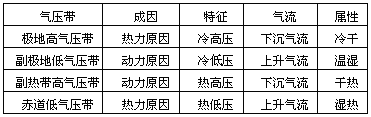 气压带 成因 特征 气流 属性
极地高气压带 热力原因 冷高压 下沉气流 冷干
副极地低气压带 动力原因 冷低压 上升气流 温湿
副热带高气压带 动力原因 热高压 下沉气流 干热
赤道低气压带 热力原因 热低压 上升气流 湿热